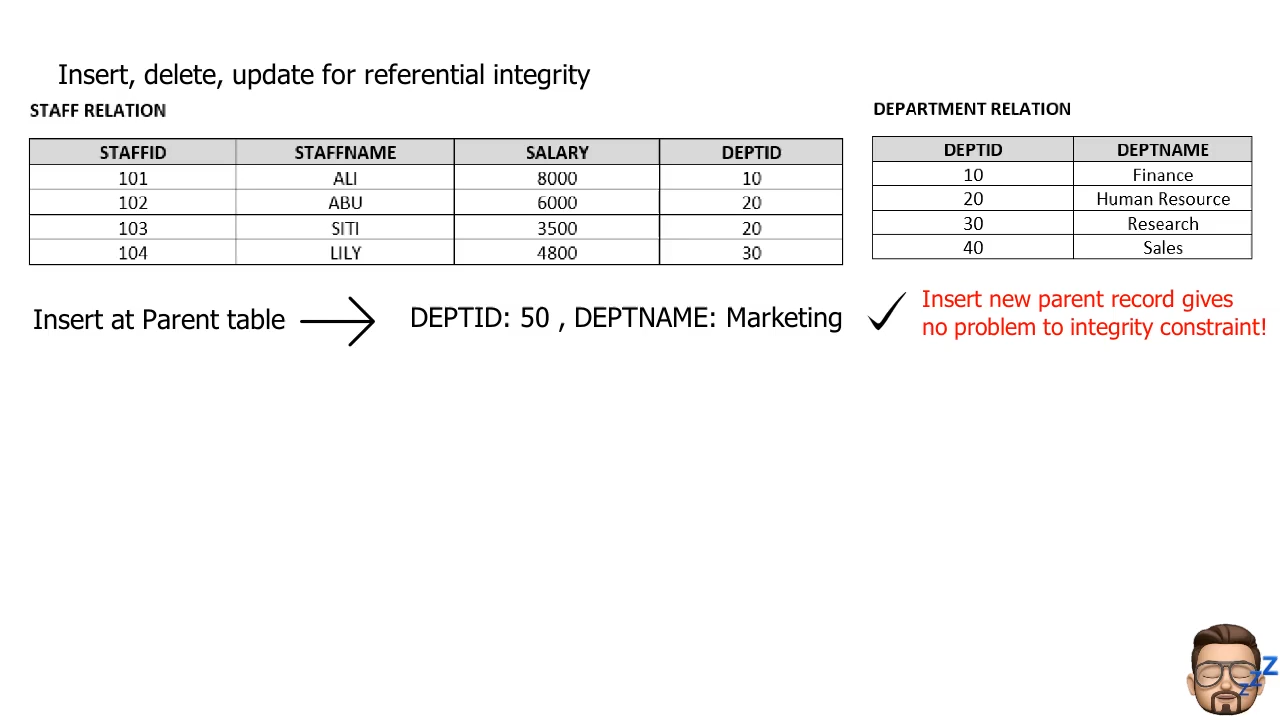 Insert, delete, update for referential integrity
STAFF RELATION
STAFFID STAFFNAME SALARY DEPTID
101 ALI 8000 10
102 ABU 6000 20
103 SITI 3500 20
104 LILY 4800 30
DEPARTMENT RELATION
DEPTID DEPTNAME
10 Finance
20 Human Resource
30 Research
40 Sales
Insert at Parent table
DEPTID: 50 , DEPTNAME: Marketing
Insert new parent record gives
no problem to integrity constraint!
z z Z